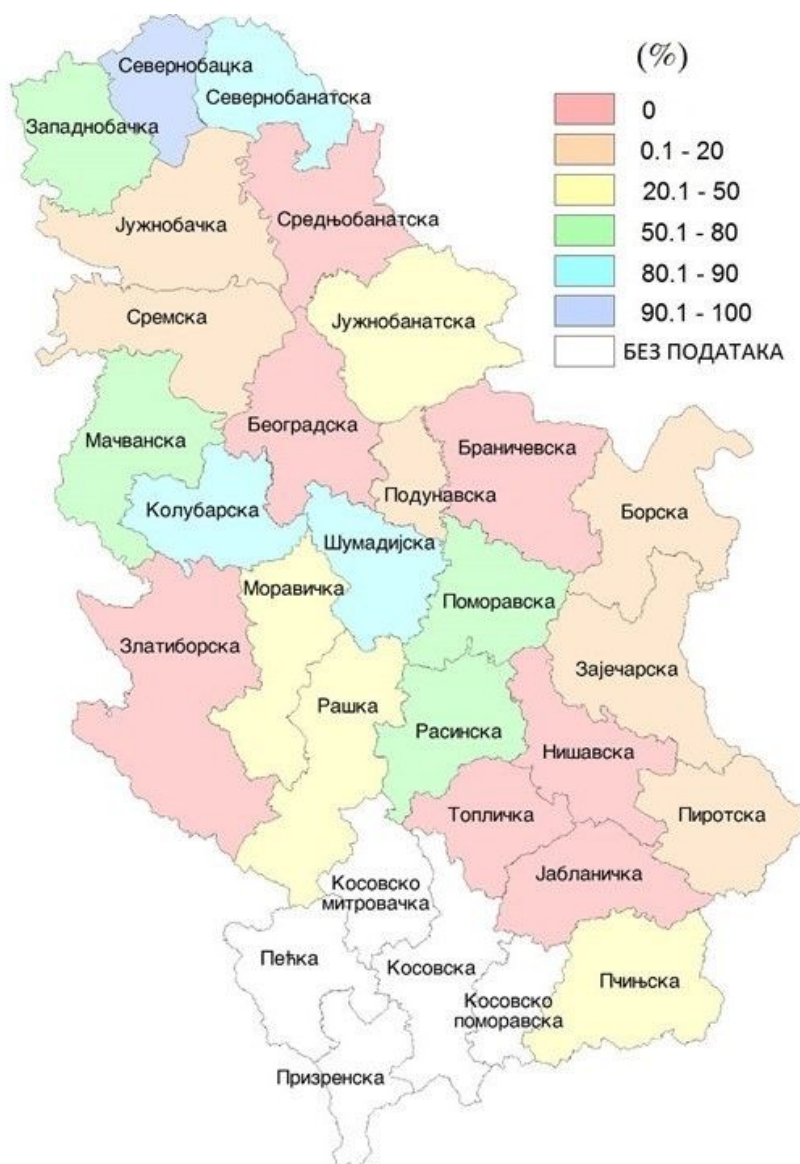 (%)
0
0.1 - 20
20.1 - 50
50.1 - 80
80.1 - 90
90.1 - 100
БЕЗ ПОДАТАКА
Севернобацка
Севернобанатска
Западнобачка
Јужнобачка
Средњобанатска
Сремска
Јужнобанатска
Београдска
Мачванска
Браничевска
Подунавска
Колубарска
Борска
Шумадијска
Моравичка
Поморавска
Златиборска
Зајечарска
Рашка
Расинска
Нишавска
Топличка
Пиротска
Јабланичка
Косовско
митровачка
Пећка
Косовска
Пчињска
Косовско
поморавска
Призренска